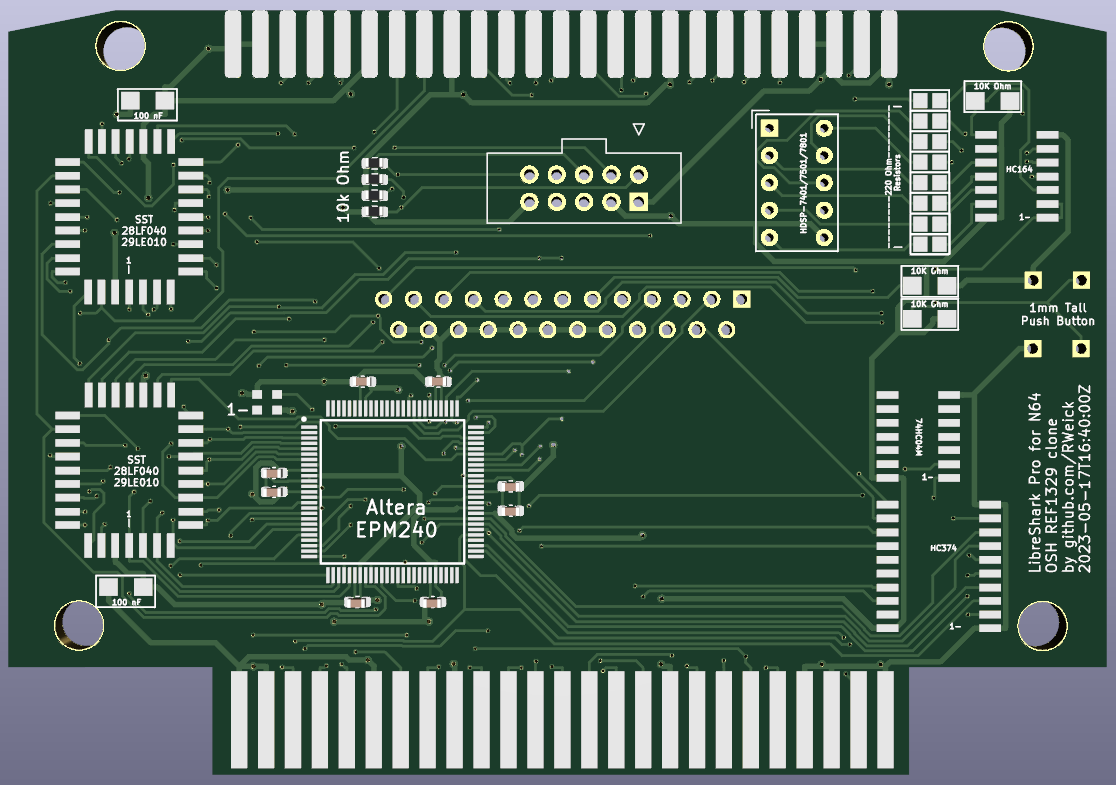 100 nF
10K Ohm
10k Ohm
HDSP-7401/7501/7801
220 Ohm
Resistors
HC164
1-
SST
28LF040
29LE010
1
10K Ohm
10K Ohm
1mm Tall
Push Button
1-
SST
28LF040
29LE010
1
Altera
EPM240
74HC04M
1-
HC374
1-
LibreShark Pro for N64
OSH REF1329 clone
by github.com/RWeick
2023-05-17T16:40:00Z
100 nF